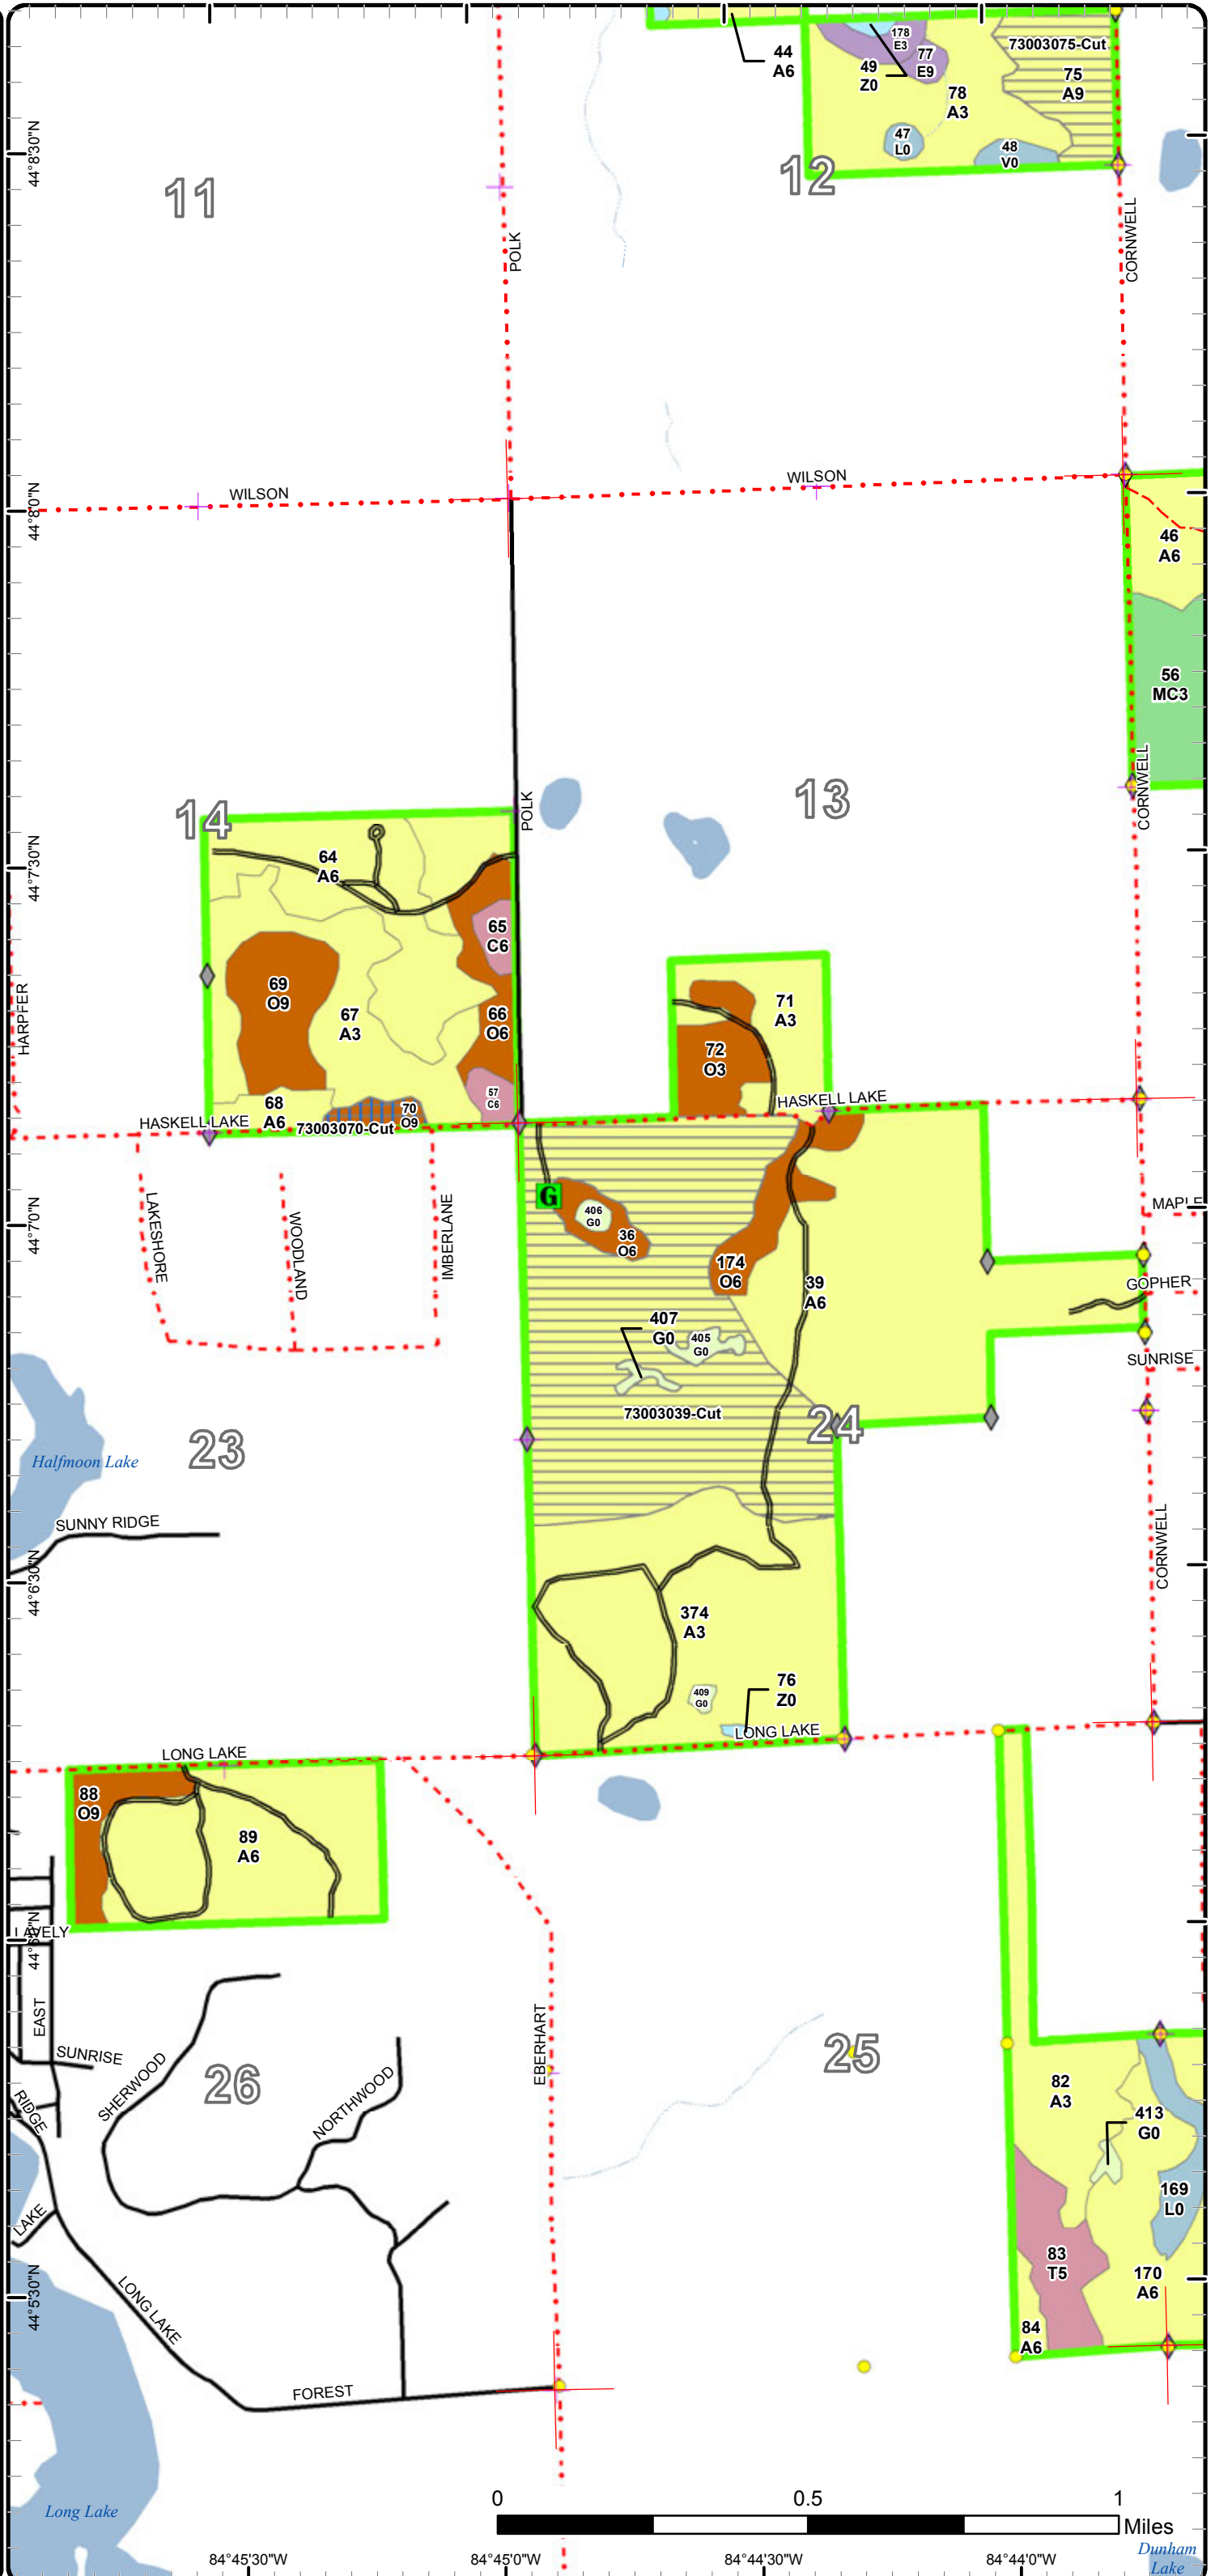 44
A6
178
E3
77
E9
49
Z0
78
A3
73003075-Cut
75
A9
47
L0
48
V0
44°8'30"N
11
12
POLK
CORNWELL
WILSON
WILSON
44°8'0"N
46
A6
56
MC3
CORNWELL
14
13
POLK
64
A6
44°7'30"N
65
C6
69
O9
67
A3
66
O6
71
A3
72
O3
HARPFER
57
C6
68
A6
70
O9
73003070-Cut
HASKELL LAKE
HASKELL LAKE
LAKESHORE
WOODLAND
IMBERLANE
MAPLE
44°7'0"N
G
406
G0
36
O6
174
O6
39
A6
GOPHER
407
G0
405
G0
SUNRISE
73003039-Cut
24
23
Halfmoon Lake
SUNNY RIDGE
CORNWELL
44°6'30"N
374
A3
409
G0
76
Z0
LONG LAKE
LONG LAKE
88
O9
89
A6
LAVELY
EAST
SUNRISE
SHERWOOD
NORTHWOOD
EBERHART
RIDGE
26
25
82
A3
413
G0
169
L0
LAKE
83
T5
170
A6
84
A6
44°5'30"N
LONG LAKE
FOREST
Long Lake
0 0.5 1
Miles
Dunham
Lake
84°45'30"W 84°45'0"W 84°44'30"W 84°44'0"W